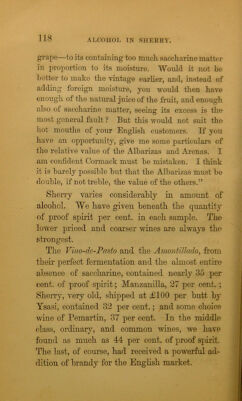 118 ALCOHOL IN SHERRY.
grape—to its containing too much saccharine matter
in proportion to its moisture. Would it not be
better to make the vintage earlier, and, instead of
adding foreign moisture, you would then have
enough of the natural juice of the fruit, and enough
also of saccharine matter, seeing its excess is the
most general fault? But this would not suit the
hot mouths of your English customers. If you
have an opportunity, give me some particulars of
the relative value of the Albarizas and Arenas. I
am confident Cormack must be mistaken. I think
it is barely possible but that the Albarizas must be
double, if not treble, the value of the others.”
Sherry varies considerably in amount of
alcohol. We have given beneath the quantity
of proof spirit per cent. in each sample. The
lower priced and coarser wines are always the
strongest.
The Vino-de-Pasto and the Amontillado, from
their perfect fermentation and the almost entire
absence of saccharine, contained nearly 35 per
cent. of proof spirit; Manzanilla, 27 per cent.;
Sherry, very old, shipped at £100 per butt by
Ysasi, contained 32 per cent.; and some choice
wine of Pemartin, 37 per cent. In the middle
class, ordinary, and common wines, we have
found as much as 44 per cent. of proof spirit.
The last, of course, had received a powerful ad-
dition of brandy for the English market.